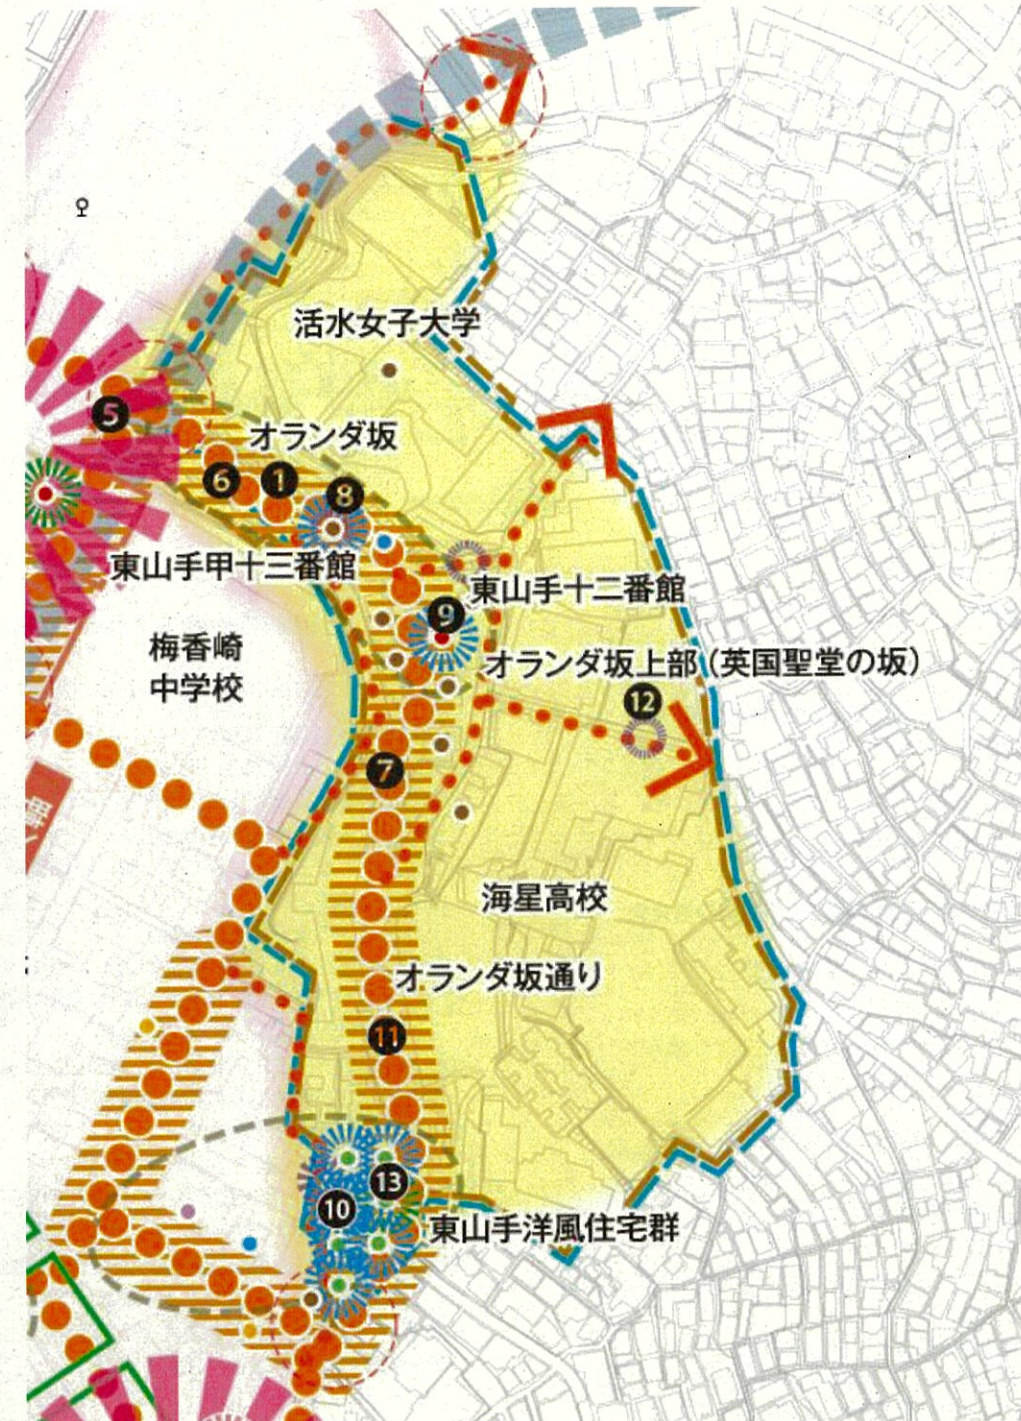 活水女子大学
5
オランダ坂
6
1
8
東山手甲十三番館
東山手十二番館
9
梅香崎
中学校
オランダ坂上部(英国聖堂の坂)
12
7
海星高校
オランダ坂通り
11
13
10
東山手洋風住宅群